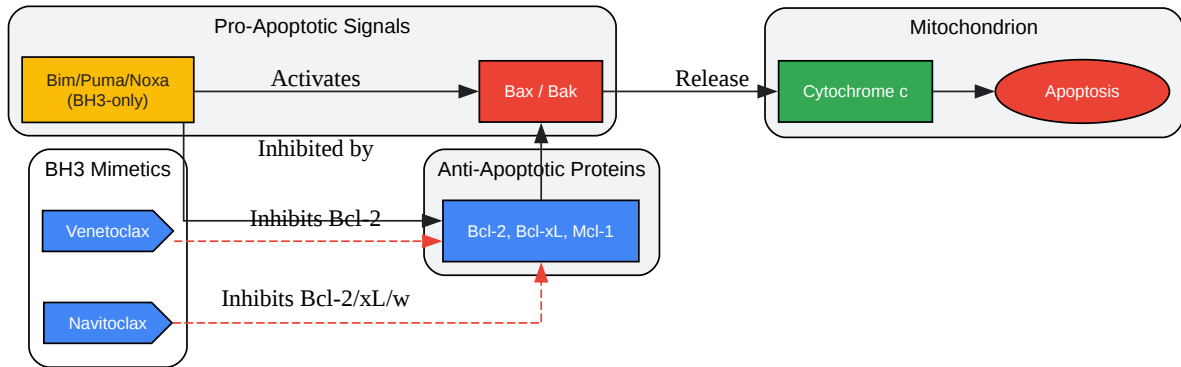 Pro-Apoptotic Signals
Mitochondrion
Bim/Puma/Noxa
(BH3-only)
Activates
Bax / Bak
Release
Cytochrome c
Apoptosis
Inhibited by
BH3 Mimetics
Anti-Apoptotic Proteins
Venetoclax
Inhibits Bcl-2
Bcl-2, Bcl-xL, Mcl-1
Navitoclax
Inhibits Bcl-2/xL/w